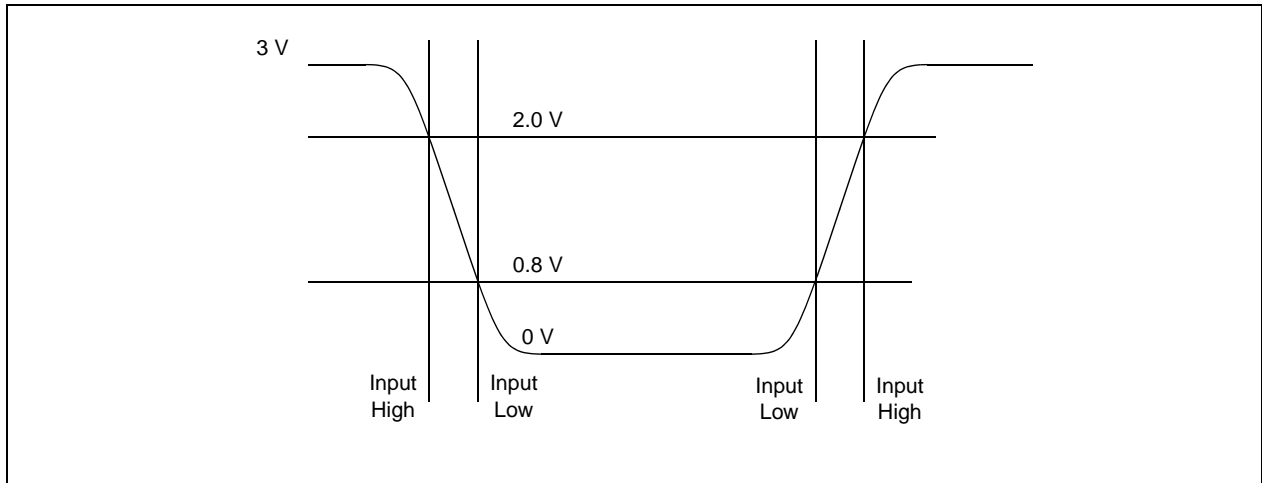 3 V
2.0 V
0.8 V
0 V
Input
High
Input
Low
Input
Low
Input
High